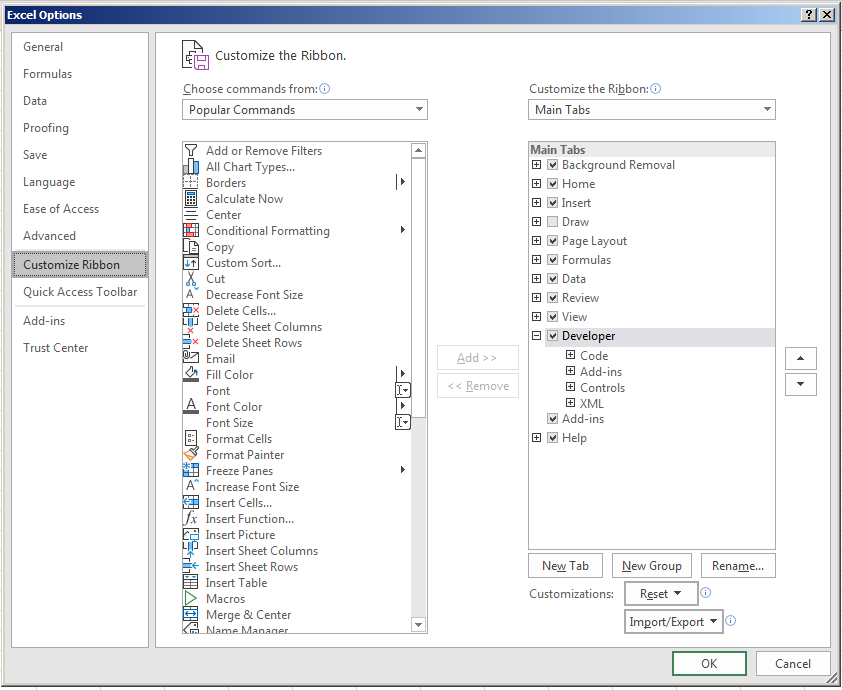 Excel Options
General
Formulas
Data
Proofing
Save
Language
Ease of Access
Advanced
Customize Ribbon
Quick Access Toolbar
Add-ins
Trust Center
Customize the Ribbon.
Choose commands from:
Popular Commands
Add or Remove Filters
All Chart Types...
Borders
Calculate Now
Center
Conditional Formatting
Copy
Custom Sort...
Cut
Decrease Font Size
Delete Cells...
Delete Sheet Columns
Delete Sheet Rows
Email
Fill Color
Font
Font Color
Font Size
Format Cells
Format Painter
Freeze Panes
Increase Font Size
Insert Cells...
Insert Function...
Insert Picture
Insert Sheet Columns
Insert Sheet Rows
Insert Table
Macros
Merge & Center
Name Manager
Add >>
<< Remove
Customize the Ribbon:
Main Tabs
Main Tabs
Background Removal
Home
Insert
Draw
Page Layout
Formulas
Data
Review
View
Developer
Code
Add-ins
Controls
XML
Add-ins
Help
New Tab New Group Rename...
Customizations: Reset
Import/Export
OK Cancel